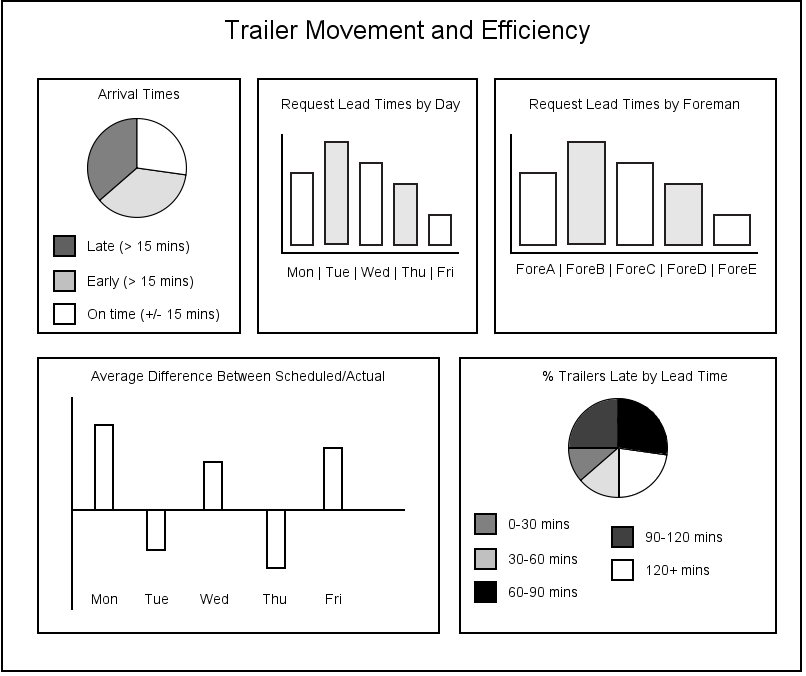 Trailer Movement and Efficiency
Arrival Times
Late (> 15 mins)
Early (> 15 mins)
On time (+/- 15 mins)
Request Lead Times by Day
Mon | Tue | Wed | Thu | Fri
Request Lead Times by Foreman
ForeA | ForeB | ForeC | ForeD | ForeE
Average Difference Between Scheduled/Actual
Mon Tue Wed Thu Fri
% Trailers Late by Lead Time
0-30 mins
30-60 mins
60-90 mins
90-120 mins
120+ mins